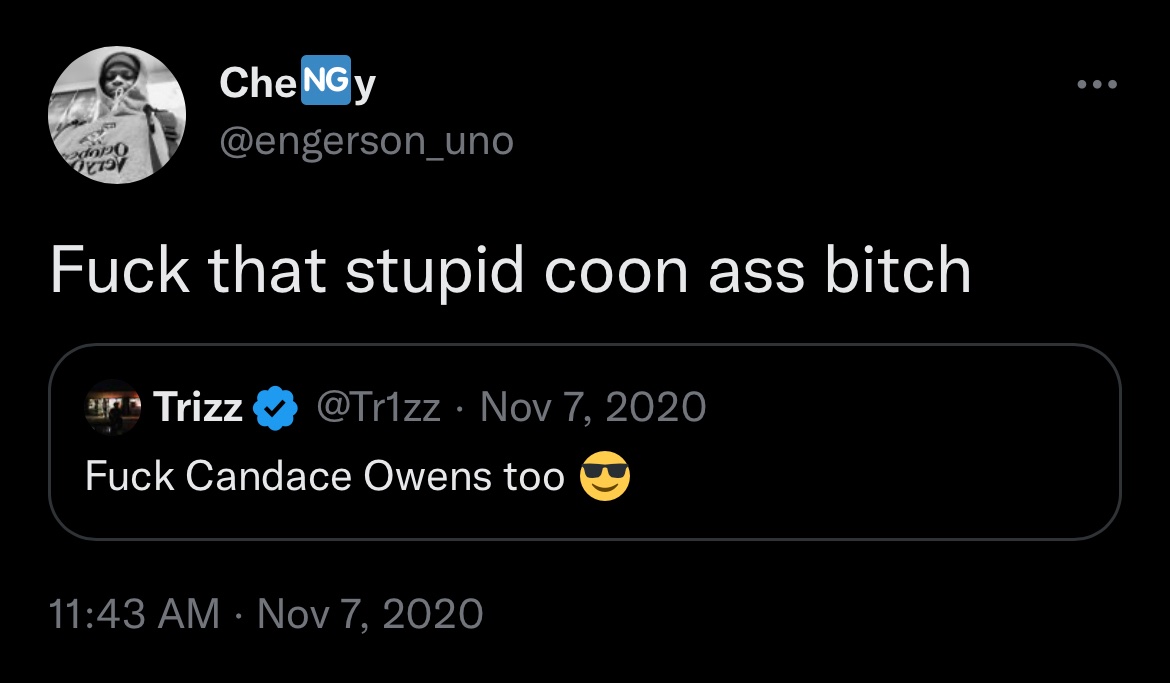 Che🆖y
@engerson_uno
Fuck that stupid coon ass bitch
Trizz @Tr1zz · Nov 7, 2020
Fuck Candace Owens too 😎
11:43 AM · Nov 7, 2020